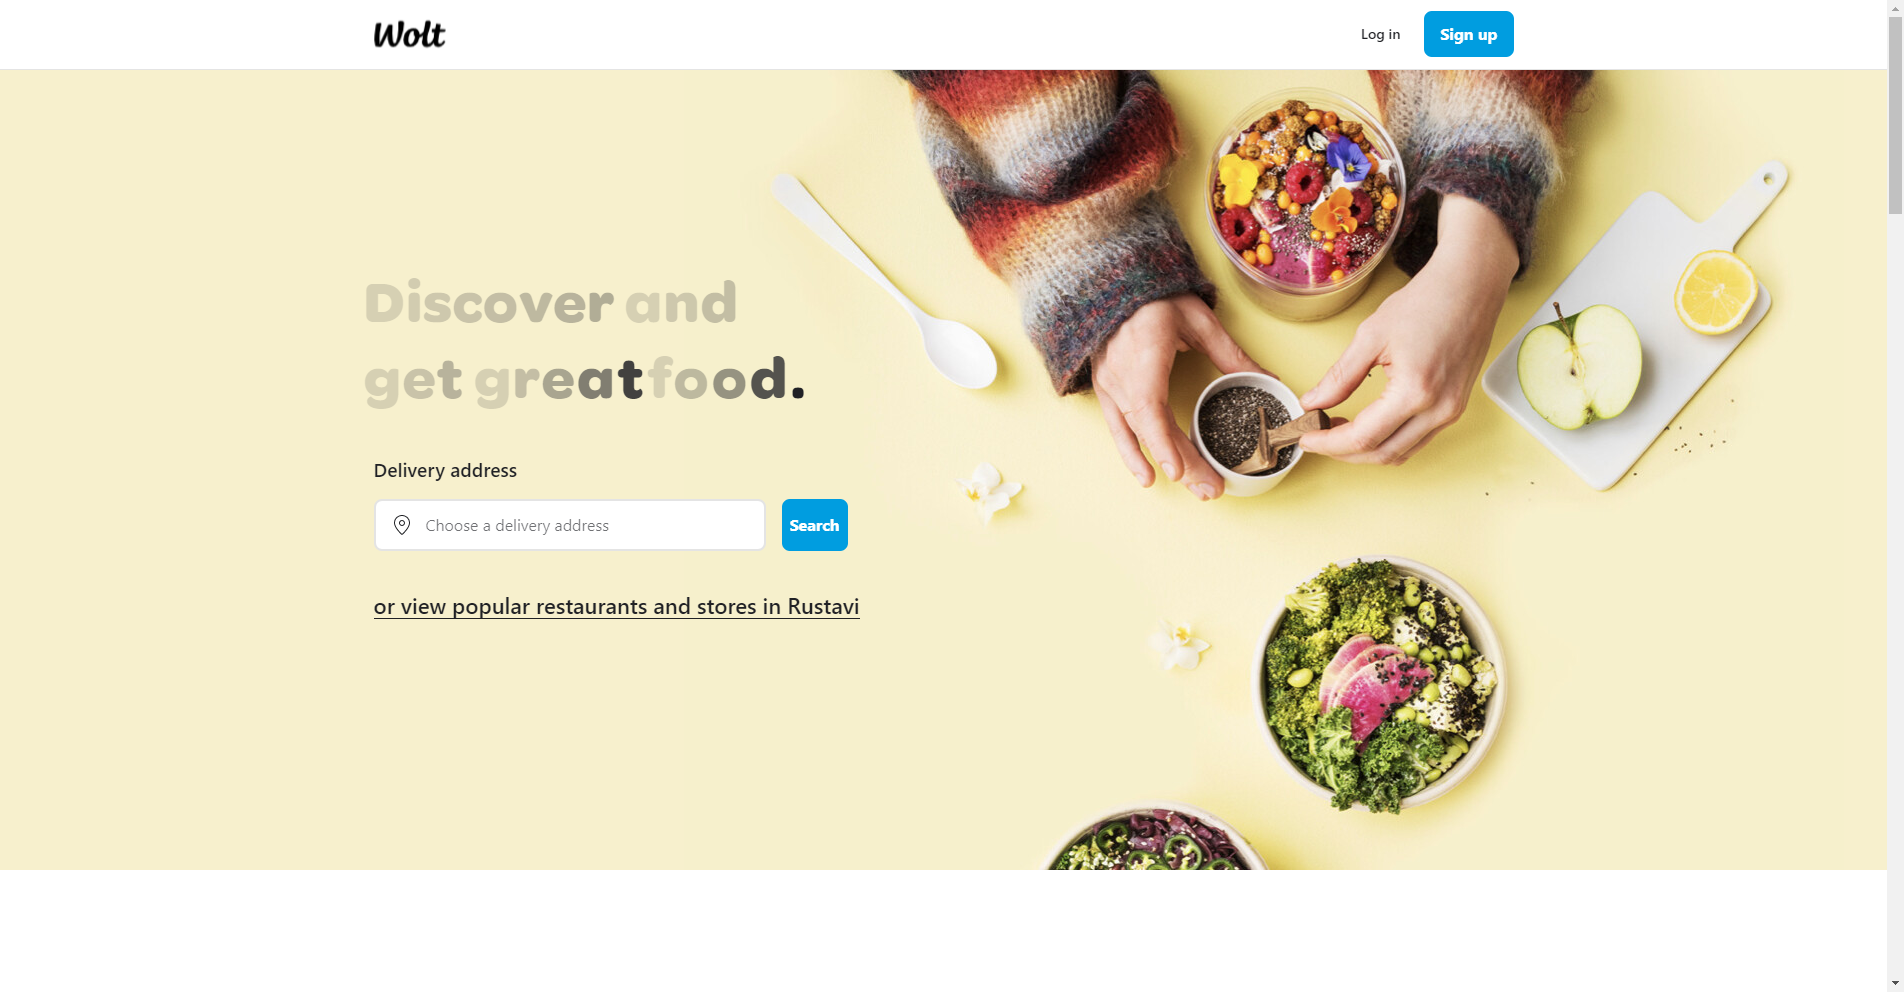 Wolt
Log in
Sign up
Discover and
get great food.
Delivery address
Choose a delivery address
Search
or view popular restaurants and stores in Rustavi